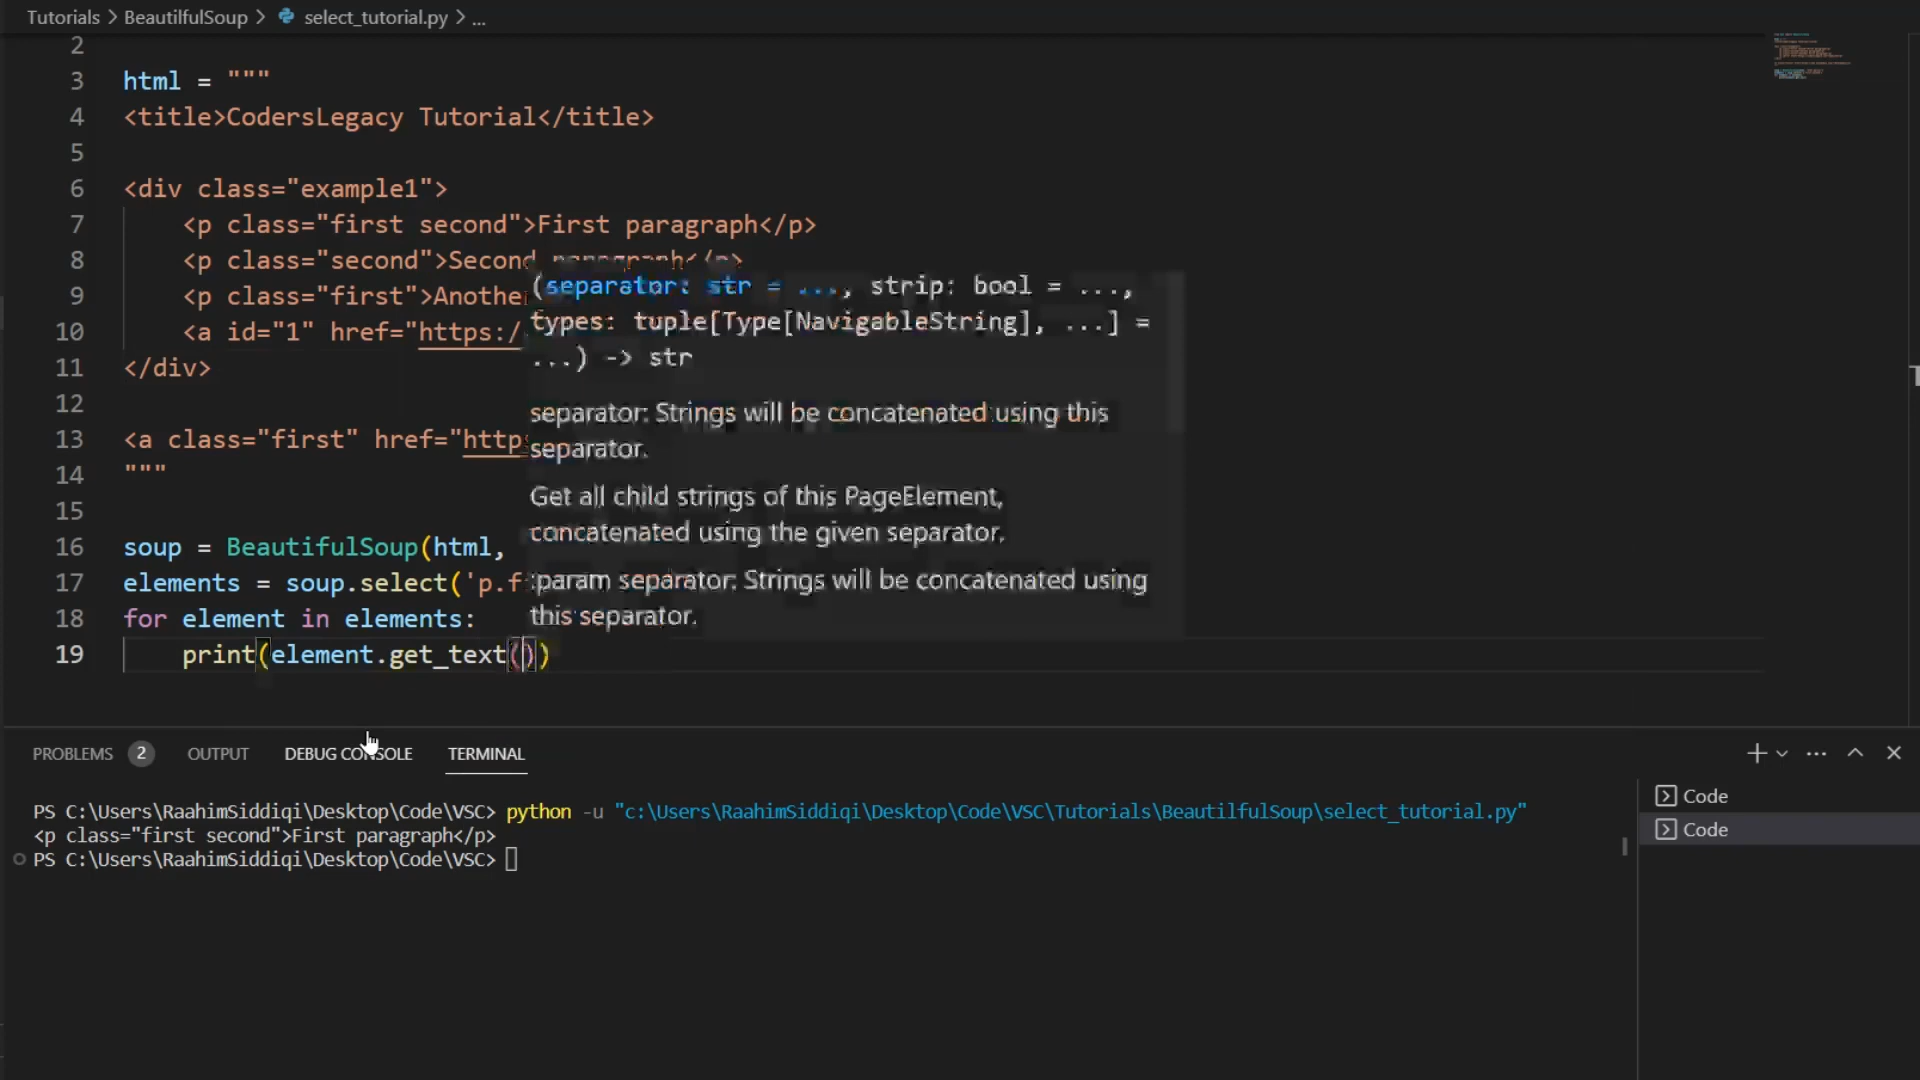 Tutorials > BeautilfulSoup > select_tutorial.py > ...
2
3 html = """
4 <title>CodersLegacy Tutorial</title>
5
6 <div class="example1">
7 <p class="first second">First paragraph</p>
8 <p class="second">Second paragraph</p>
9 <p class="first">Another
10 <a id="1" href="https:/
11 </div>
12
13 <a class="first" href="http
14 """
15
16 soup = BeautifulSoup(html,
17 elements = soup.select('p.f
18 for element in elements:
19 print(element.get_text())
(separator: str = ..., strip: bool = ...,
types: tuple[Type[NavigableString], ...] =
...) -> str
separator: Strings will be concatenated using this
separator.
Get all child strings of this PageElement,
concatenated using the given separator.
:param separator: Strings will be concatenated using
this separator.
PROBLEMS 2 OUTPUT DEBUG CONSOLE TERMINAL
PS C:\Users\RaahimSiddiqi\Desktop\Code\VSC> python -u "c:\Users\RaahimSiddiqi\Desktop\Code\VSC\Tutorials\BeautilfulSoup\select_tutorial.py"
<p class="first second">First paragraph</p>
PS C:\Users\RaahimSiddiqi\Desktop\Code\VSC>
Code
Code